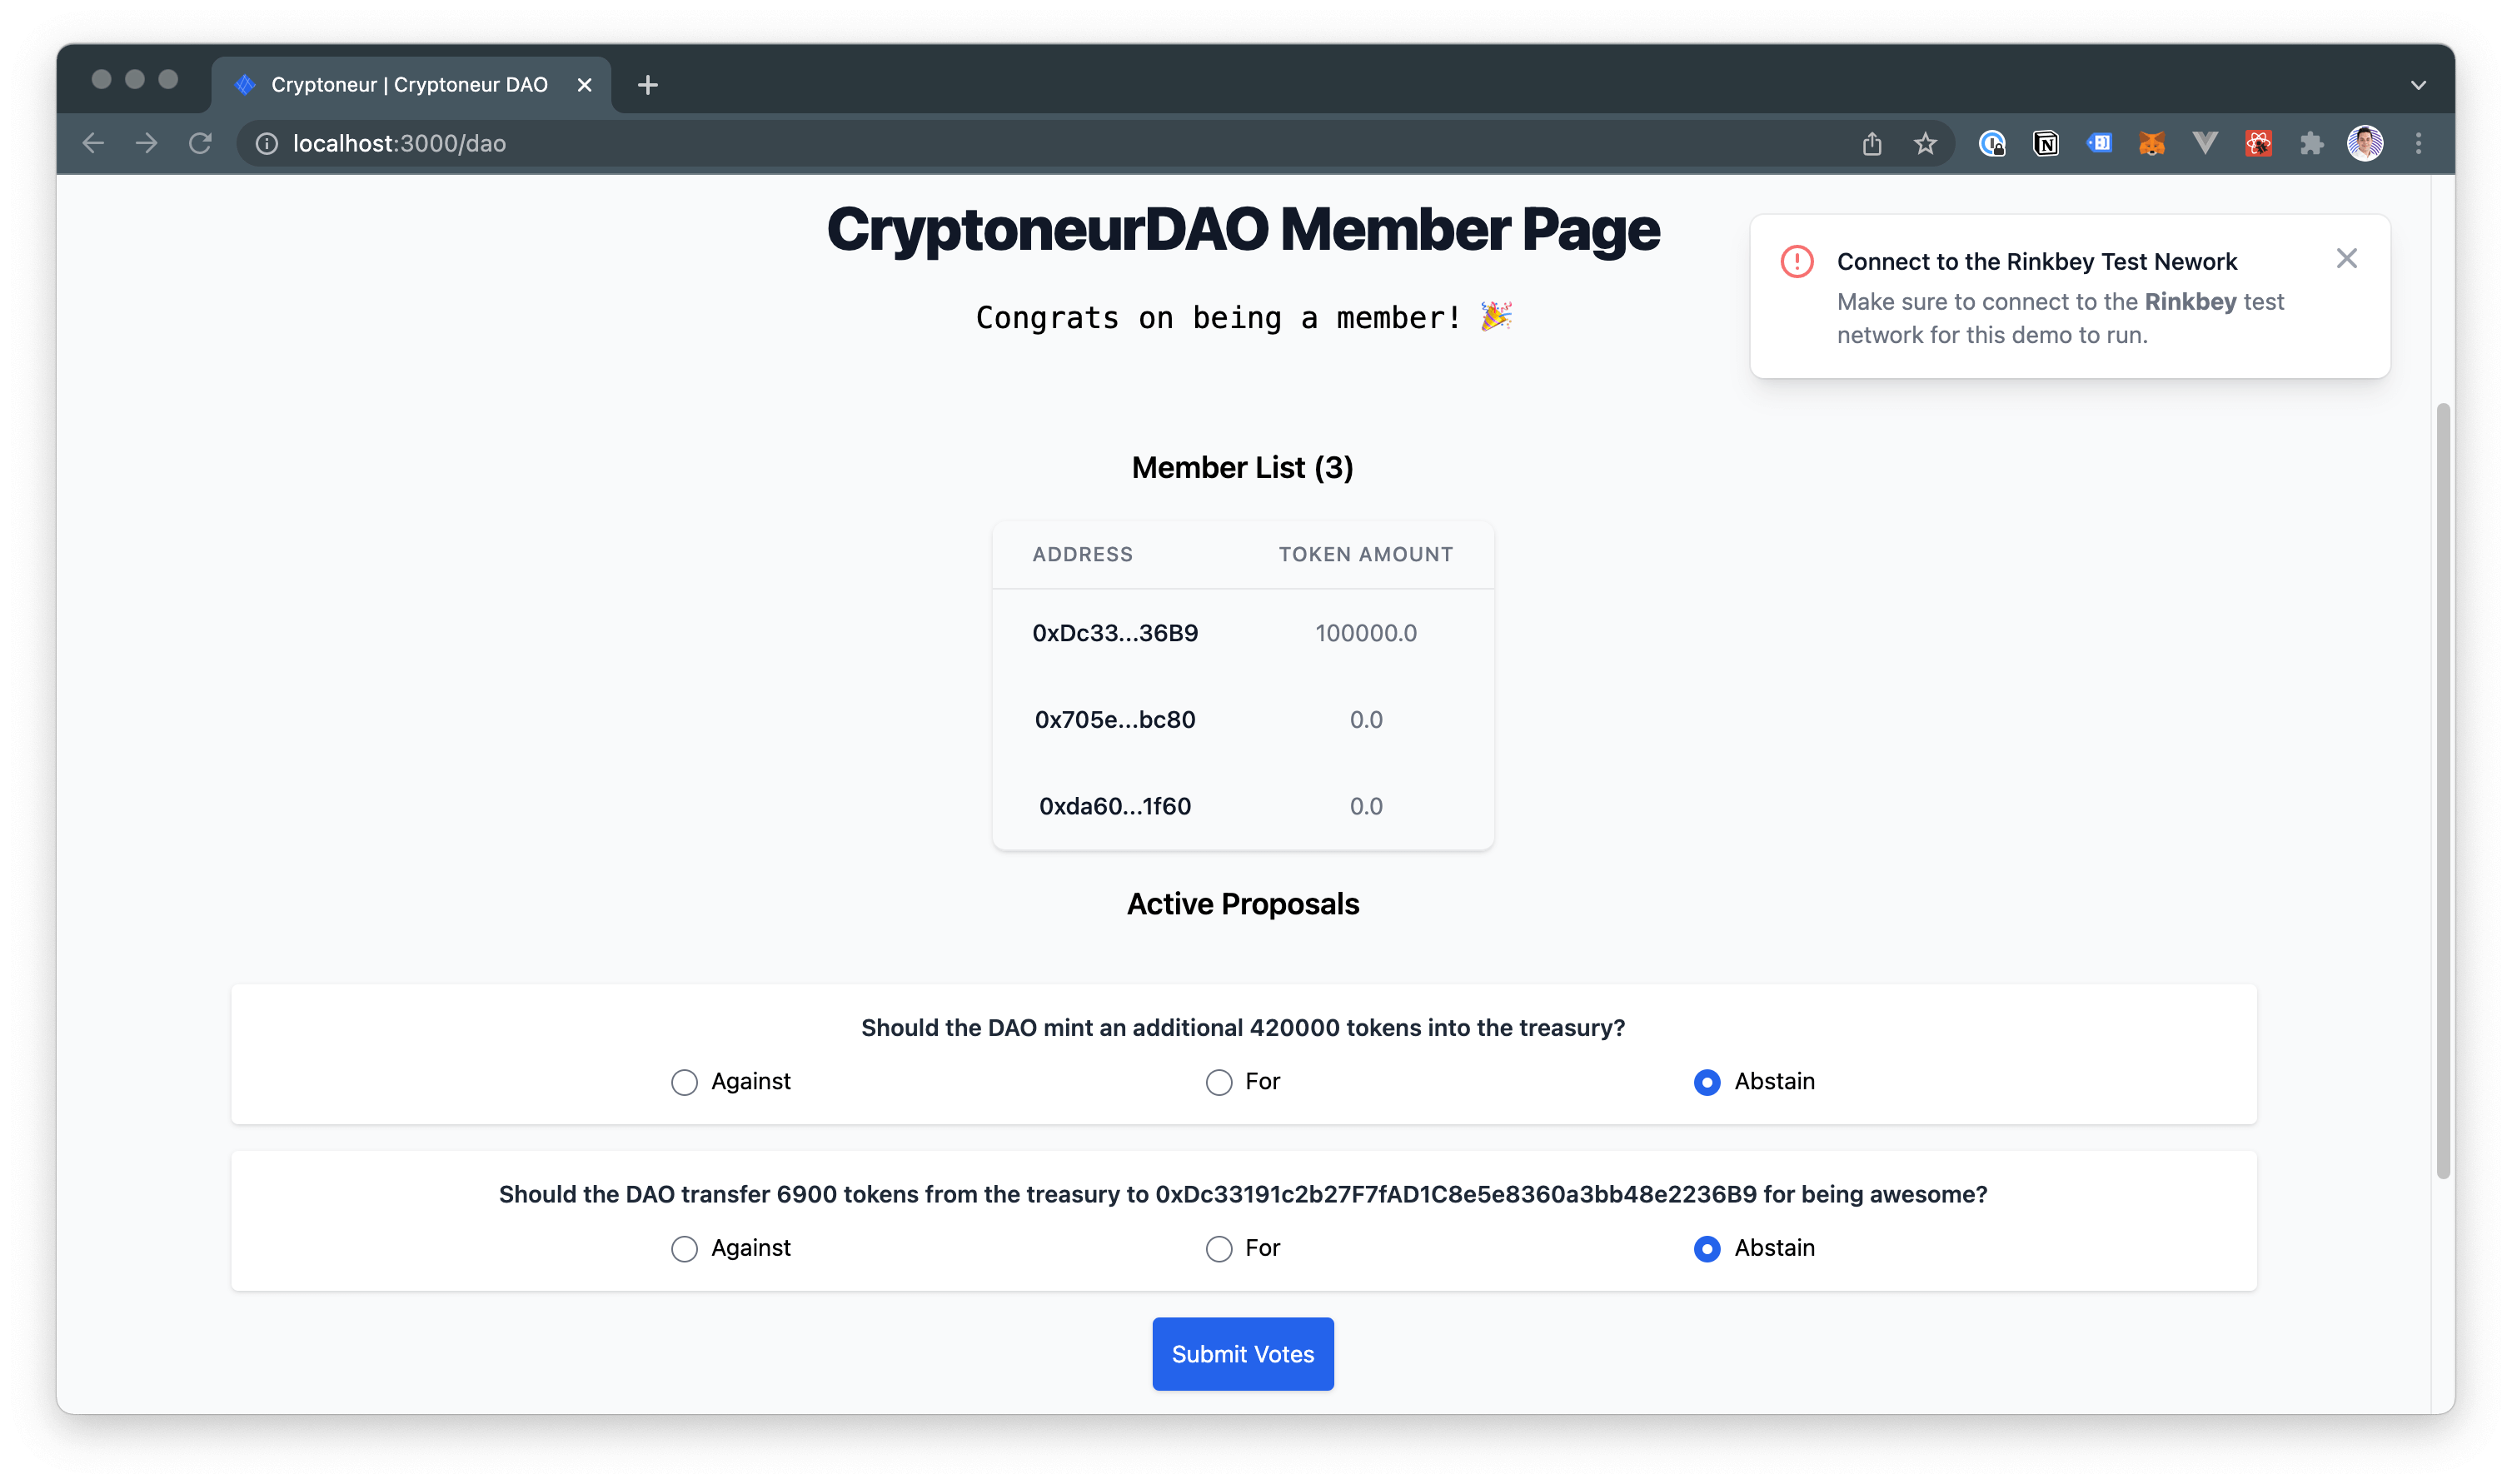 Cryptoneur | Cryptoneur DAO
localhost:3000/dao
CryptoneurDAO Member Page
Congrats on being a member! 🎉
Connect to the Rinkbey Test Nework
Make sure to connect to the Rinkbey test
network for this demo to run.
Member List (3)
ADDRESS TOKEN AMOUNT
0xDc33...36B9 100000.0
0x705e...bc80 0.0
0xda60...1f60 0.0
Active Proposals
Should the DAO mint an additional 420000 tokens into the treasury?
Against For Abstain
Should the DAO transfer 6900 tokens from the treasury to 0xDc33191c2b27F7fAD1C8e5e8360a3bb48e2236B9 for being awesome?
Against For Abstain
Submit Votes